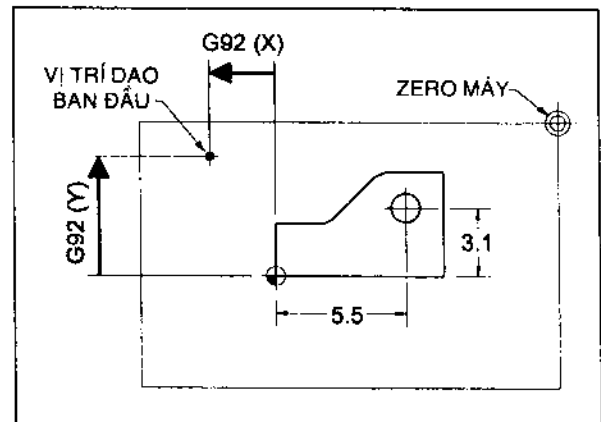 G92 (X)
VỊ TRÍ DAO
BAN ĐẦU
ZERO MÁY
G92 (Y)
3.1
5.5